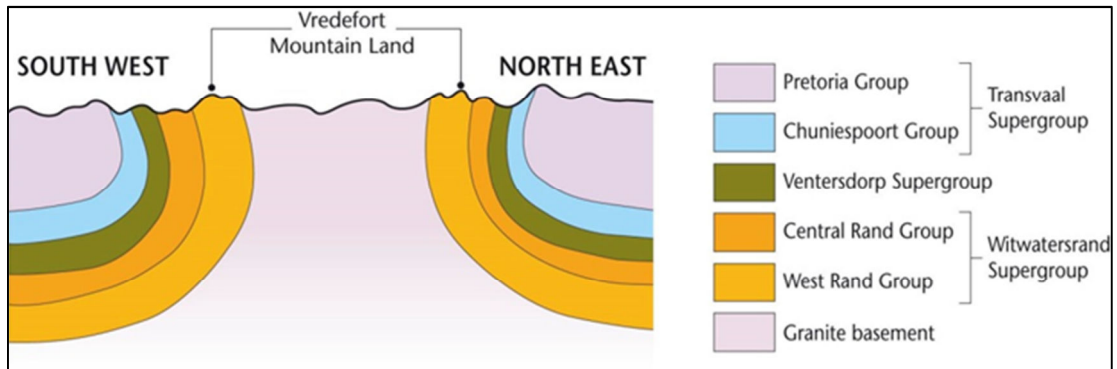 Vredefort
Mountain Land
SOUTH WEST
NORTH EAST
Pretoria Group
Chuniespoort Group
Transvaal
Supergroup
Ventersdorp Supergroup
Central Rand Group
West Rand Group
Witwatersrand
Supergroup
Granite basement